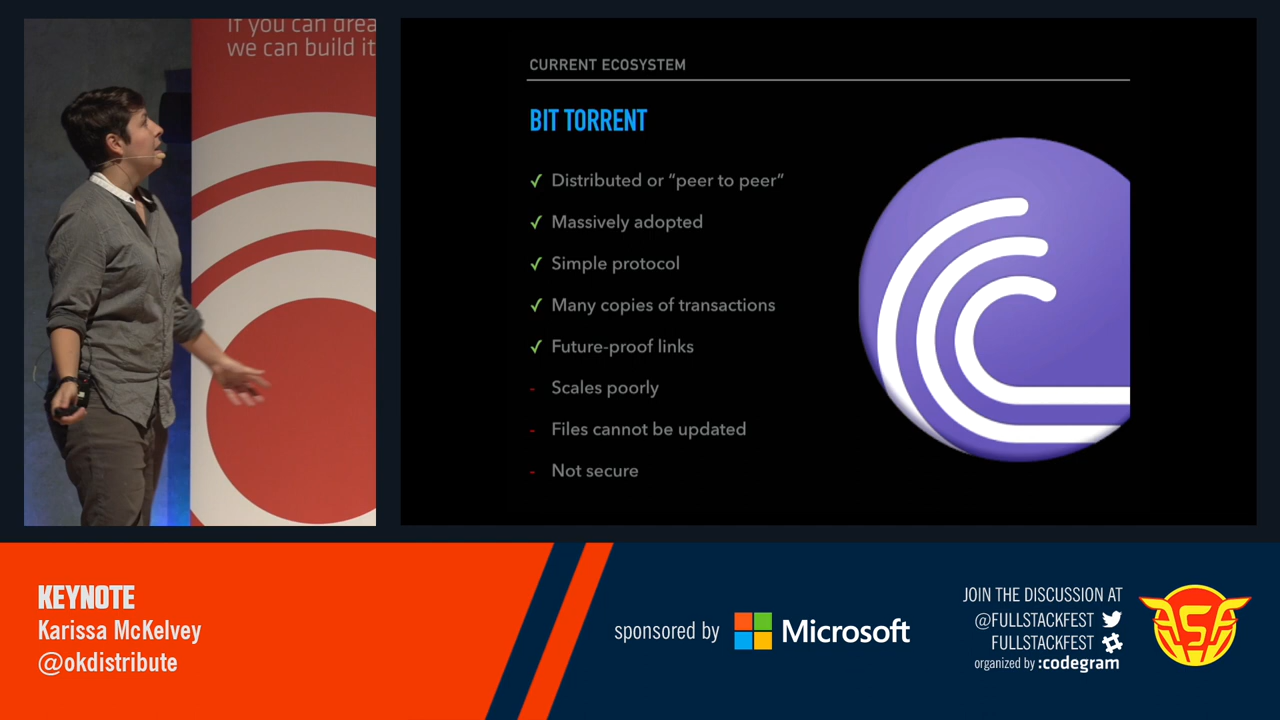 If you can drea
we can build it
CURRENT ECOSYSTEM
BIT TORRENT
✓ Distributed or “peer to peer”
✓ Massively adopted
✓ Simple protocol
✓ Many copies of transactions
✓ Future-proof links
- Scales poorly
- Files cannot be updated
- Not secure
KEYNOTE
Karissa McKelvey
@okdistribute
sponsored by Microsoft
JOIN THE DISCUSSION AT
@FULLSTACKFEST
FULLSTACKFEST
organized by :codegram
FSF